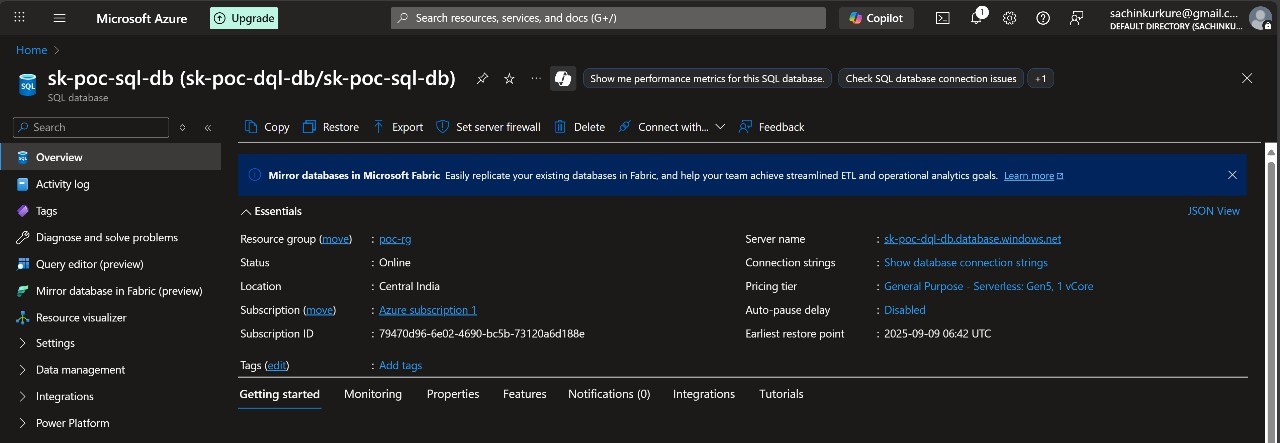 Microsoft Azure
Upgrade
Search resources, services, and docs (G+/)
Copilot
1
sachinkurkure@gmail.c...
DEFAULT DIRECTORY (SACHINKU...
Home >
sk-poc-sql-db (sk-poc-dql-db/sk-poc-sql-db)
...
Show me performance metrics for this SQL database.
Check SQL database connection issues
+1
SQL
SQL database
Search
Copy
Restore
Export
Set server firewall
Delete
Connect with...
Feedback
Overview
Activity log
Tags
Diagnose and solve problems
Query editor (preview)
Mirror database in Fabric (preview)
Resource visualizer
Settings
Data management
Integrations
Power Platform
Mirror databases in Microsoft Fabric Easily replicate your existing databases in Fabric, and help your team achieve streamlined ETL and operational analytics goals. Learn more
Essentials
JSON View
Resource group (move) : poc-rg
Status : Online
Location : Central India
Subscription (move) : Azure subscription 1
Subscription ID : 79470d96-6e02-4690-bc5b-73120a6d188e
Server name : sk-poc-dql-db.database.windows.net
Connection strings : Show database connection strings
Pricing tier : General Purpose - Serverless: Gen5, 1 vCore
Auto-pause delay : Disabled
Earliest restore point : 2025-09-09 06:42 UTC
Tags (edit) : Add tags
Getting started
Monitoring
Properties
Features
Notifications (0)
Integrations
Tutorials